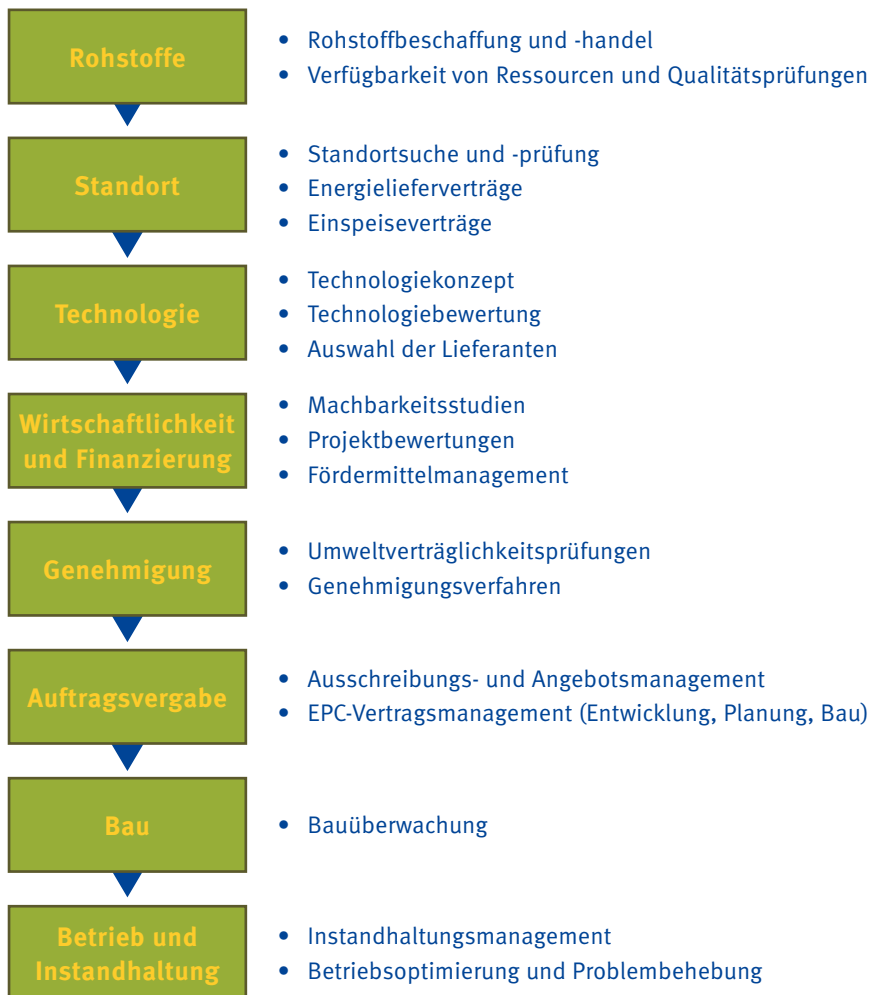 Rohstoffe
• Rohstoffbeschaffung und -handel
• Verfügbarkeit von Ressourcen und Qualitätsprüfungen
Standort
• Standortsuche und -prüfung
• Energielieferverträge
• Einspeiseverträge
Technologie
• Technologiekonzept
• Technologiebewertung
• Auswahl der Lieferanten
Wirtschaftlichkeit
und Finanzierung
• Machbarkeitsstudien
• Projektbewertungen
• Fördermittelmanagement
Genehmigung
• Umweltverträglichkeitsprüfungen
• Genehmigungsverfahren
Auftragsvergabe
• Ausschreibungs- und Angebotsmanagement
• EPC-Vertragsmanagement (Entwicklung, Planung, Bau)
Bau
• Bauüberwachung
Betrieb und
Instandhaltung
• Instandhaltungsmanagement
• Betriebsoptimierung und Problembehebung